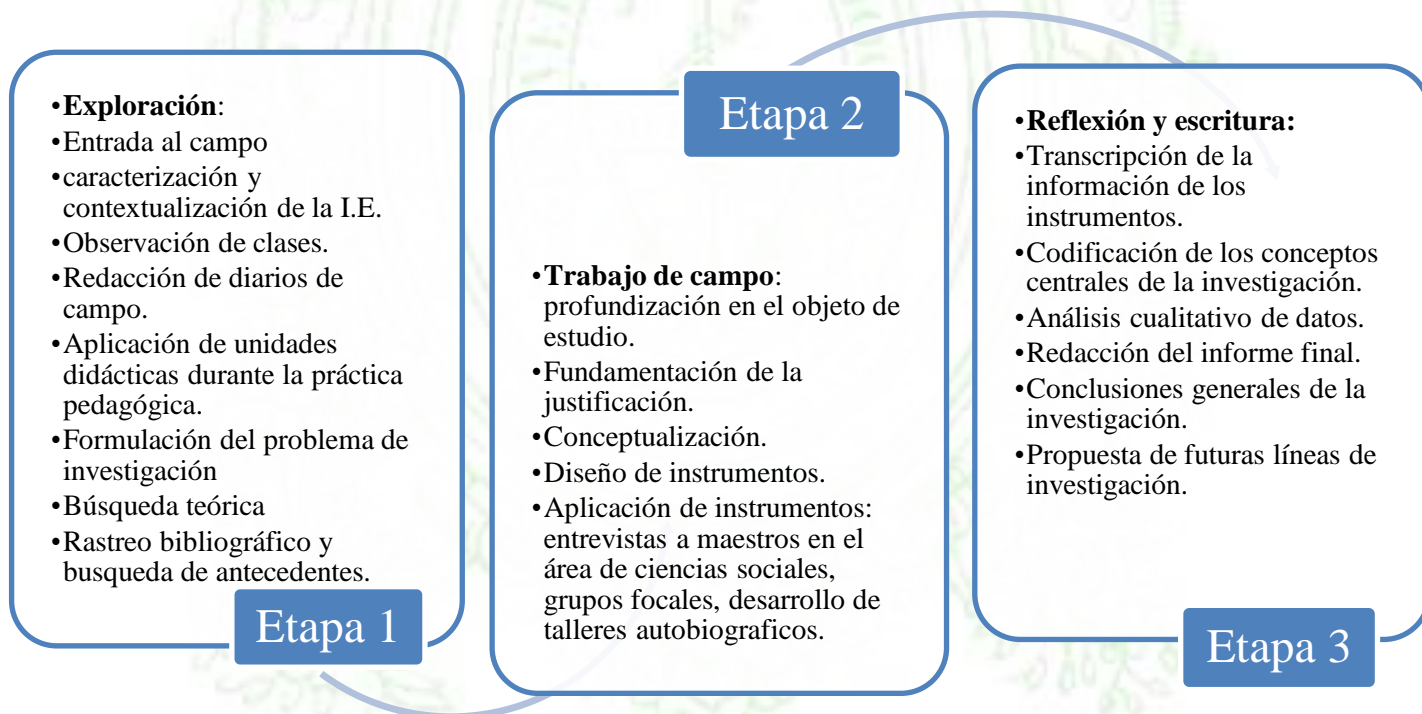 •Exploración:
•Entrada al campo
•caracterización y
contextualización de la I.E.
•Observación de clases.
•Redacción de diarios de
campo.
•Aplicación de unidades
didácticas durante la práctica
pedagógica.
•Formulación del problema de
investigación
•Búsqueda teórica
•Rastreo bibliográfico y
busqueda de antecedentes.
Etapa 1
Etapa 2
•Trabajo de campo:
profundización en el objeto de
estudio.
•Fundamentación de la
justificación.
•Conceptualización.
•Diseño de instrumentos.
•Aplicación de instrumentos:
entrevistas a maestros en el
área de ciencias sociales,
grupos focales, desarrollo de
talleres autobiograficos.
•Reflexión y escritura:
•Transcripción de la
información de los
instrumentos.
•Codificación de los conceptos
centrales de la investigación.
•Análisis cualitativo de datos.
•Redacción del informe final.
•Conclusiones generales de la
investigación.
•Propuesta de futuras líneas de
investigación.
Etapa 3